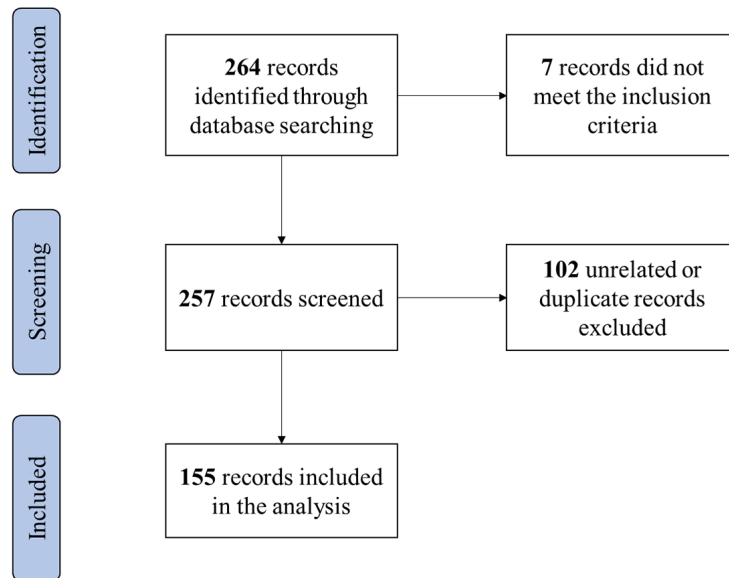 Identification
264 records
identified through
database searching
7 records did not
meet the inclusion
criteria
Screening
257 records screened
102 unrelated or
duplicate records
excluded
Included
155 records included
in the analysis